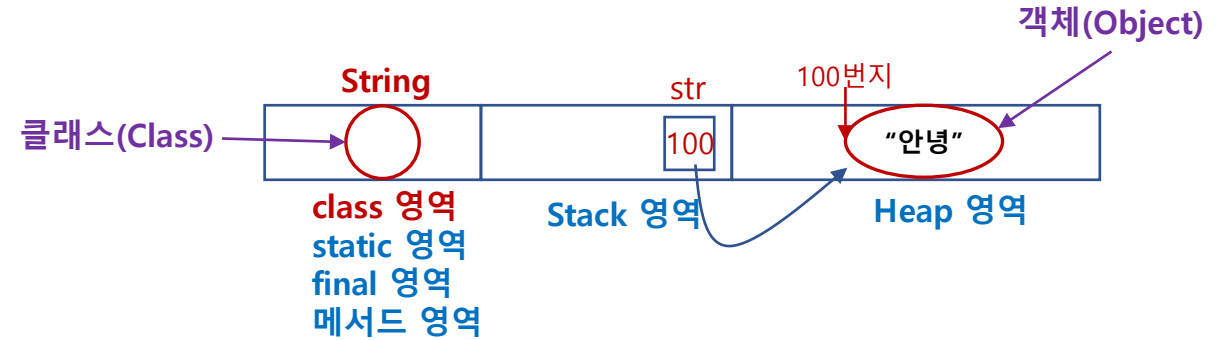 객체(Object)
String
str
100번지
클래스(Class)
100
“안녕”
class 영역
static 영역
final 영역
메서드 영역
Stack 영역
Heap 영역